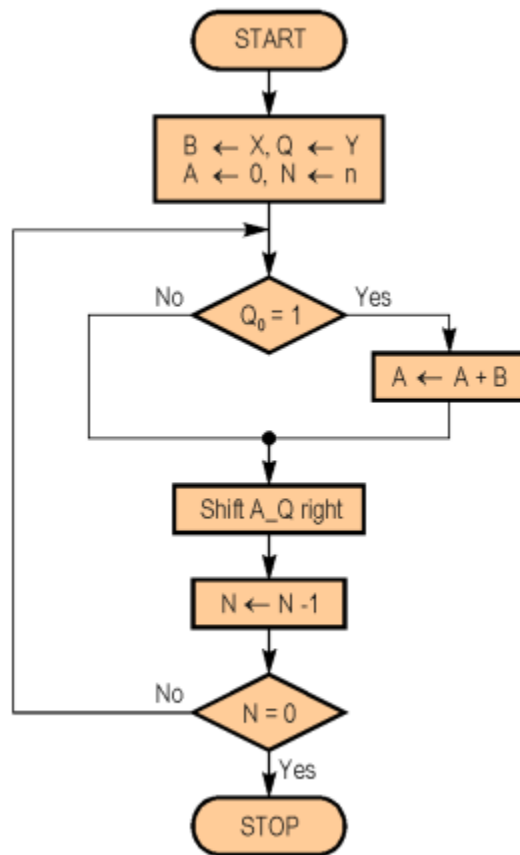 START
B ← X, Q ← Y
A ← 0, N ← n
No
Q₀ = 1
Yes
A ← A + B
Shift A_Q right
N ← N -1
No
N = 0
Yes
STOP